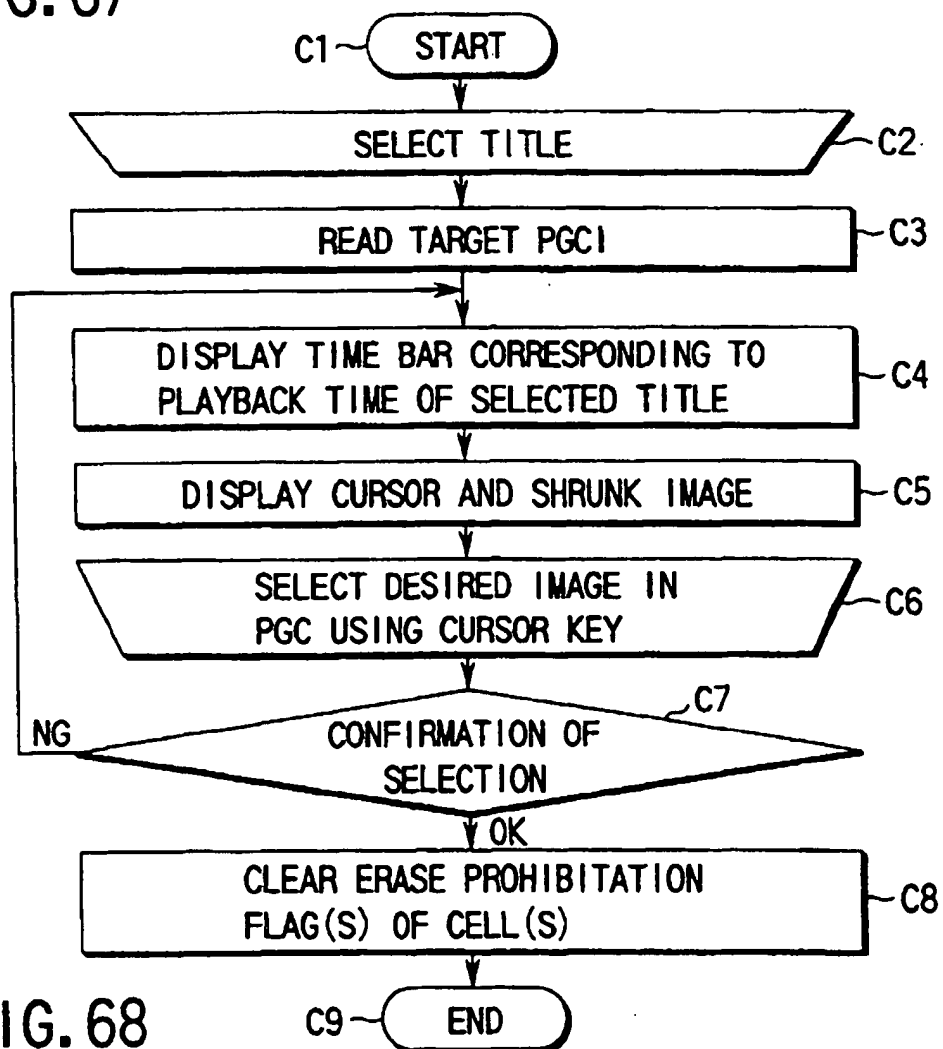 G. 67
C1
START
SELECT TITLE
C2
READ TARGET PGCI
C3
DISPLAY TIME BAR CORRESPONDING TO
PLAYBACK TIME OF SELECTED TITLE
C4
DISPLAY CURSOR AND SHRUNK IMAGE
C5
SELECT DESIRED IMAGE IN
PGC USING CURSOR KEY
C6
C7
NG
CONFIRMATION OF
SELECTION
OK
CLEAR ERASE PROHIBITATION
FLAG(S) OF CELL(S)
C8
IG. 68
C9
END